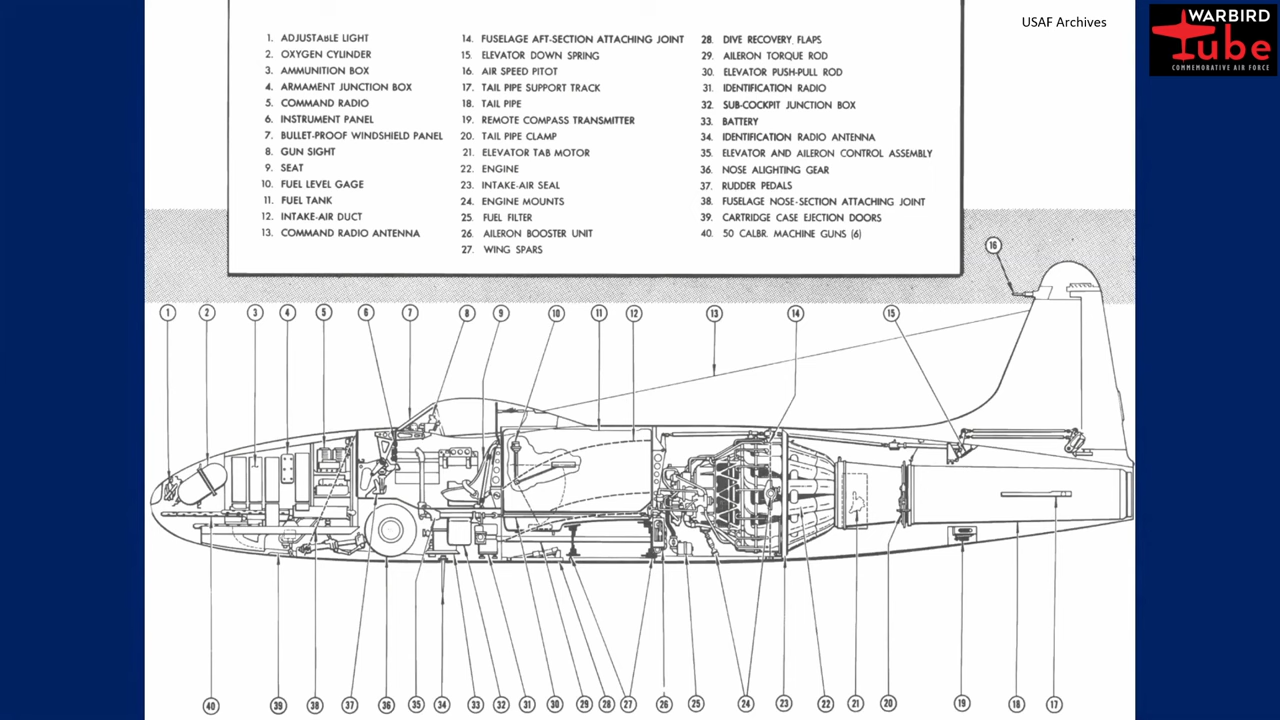 USAF Archives
WARBIRD
Tube
COMMEMORATIVE AIR FORCE
1. ADJUSTABLE LIGHT
2. OXYGEN CYLINDER
3. AMMUNITION BOX
4. ARMAMENT JUNCTION BOX
5. COMMAND RADIO
6. INSTRUMENT PANEL
7. BULLET-PROOF WINDSHIELD PANEL
8. GUN SIGHT
9. SEAT
10. FUEL LEVEL GAGE
11. FUEL TANK
12. INTAKE-AIR DUCT
13. COMMAND RADIO ANTENNA
14. FUSELAGE AFT-SECTION ATTACHING JOINT
15. ELEVATOR DOWN SPRING
16. AIR SPEED PITOT
17. TAIL PIPE SUPPORT TRACK
18. TAIL PIPE
19. REMOTE COMPASS TRANSMITTER
20. TAIL PIPE CLAMP
21. ELEVATOR TAB MOTOR
22. ENGINE
23. INTAKE-AIR SEAL
24. ENGINE MOUNTS
25. FUEL FILTER
26. AILERON BOOSTER UNIT
27. WING SPARS
28. DIVE RECOVERY FLAPS
29. AILERON TORQUE ROD
30. ELEVATOR PUSH-PULL ROD
31. IDENTIFICATION RADIO
32. SUB-COCKPIT JUNCTION BOX
33. BATTERY
34. IDENTIFICATION RADIO ANTENNA
35. ELEVATOR AND AILERON CONTROL ASSEMBLY
36. NOSE ALIGHTING GEAR
37. RUDDER PEDALS
38. FUSELAGE NOSE-SECTION ATTACHING JOINT
39. CARTRIDGE CASE EJECTION DOORS
40. 50 CALBR. MACHINE GUNS (6)
16
1 2 3 4 5 6 7 8 9 10 11 12 13 14 15
40 39 38 37 36 35 34 33 32 31 30 29 28 27 26 25 24 23 22 21 20 19 18 17